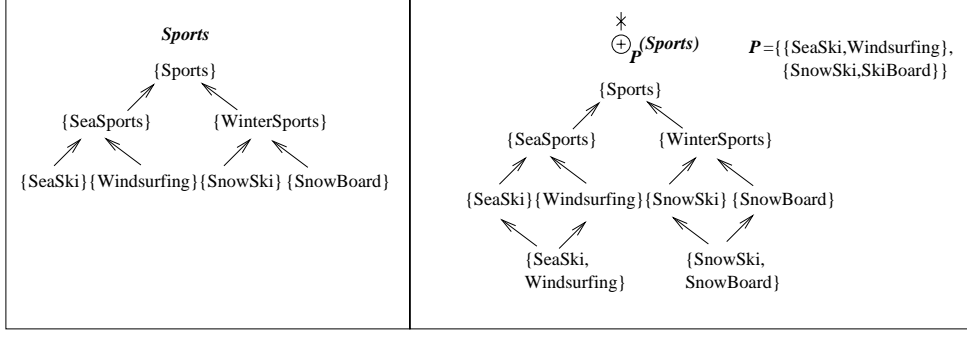 Sports
{Sports}
{SeaSports} {WinterSports}
{SeaSki}{Windsurfing}{SnowSki} {SnowBoard}
*
⊕P(Sports)
P={{SeaSki,Windsurfing},
{SnowSki,SkiBoard}}
{Sports}
{SeaSports} {WinterSports}
{SeaSki}{Windsurfing}{SnowSki} {SnowBoard}
{SeaSki,
Windsurfing}
{SnowSki,
SnowBoard}